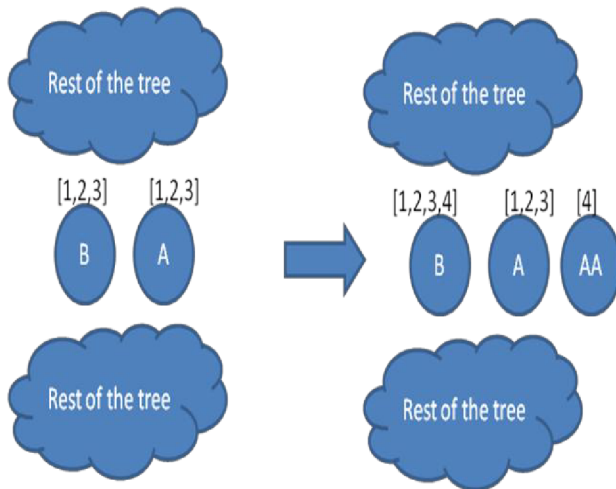 Rest of the tree Rest of the tree
[1,2,3] [1,2,3] [1,2,3,4] [1,2,3] [4]
B A B A AA
Rest of the tree Rest of the tree